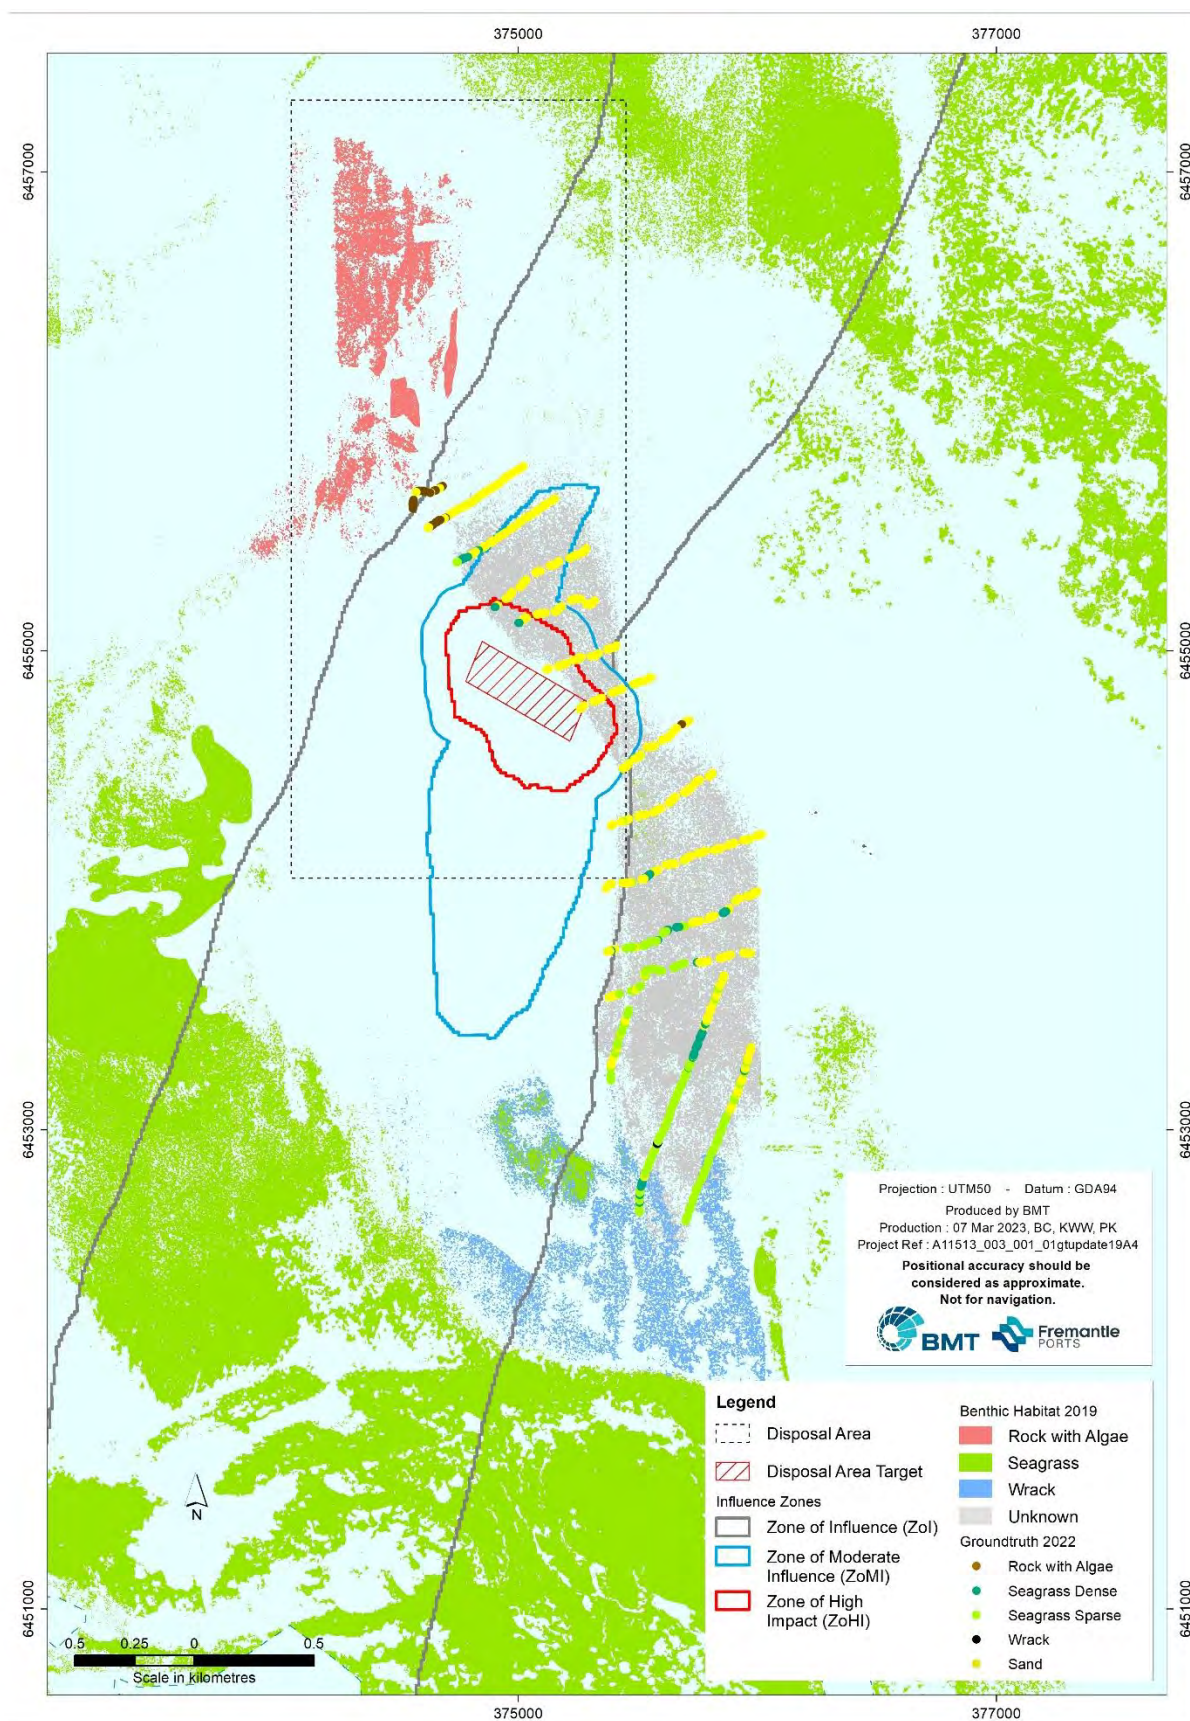 375000
377000
6457000
6457000
6455000
6455000
6453000
6453000
Projection : UTM50 - Datum : GDA94
Produced by BMT
Production : 07 Mar 2023, BC, KWW, PK
Project Ref : A11513_003_001_01gtupdate19A4
Positional accuracy should be
considered as approximate.
Not for navigation.
BMT
Fremantle
PORTS
Legend
Disposal Area
Disposal Area Target
Influence Zones
Zone of Influence (ZoI)
Zone of Moderate
Influence (ZoMI)
Zone of High
Impact (ZoHI)
Benthic Habitat 2019
Rock with Algae
Seagrass
Wrack
Unknown
Groundtruth 2022
Rock with Algae
Seagrass Dense
Seagrass Sparse
Wrack
Sand
N
6451000
6451000
0.5 0.25 0 0.5
Scale in kilometres
375000
377000